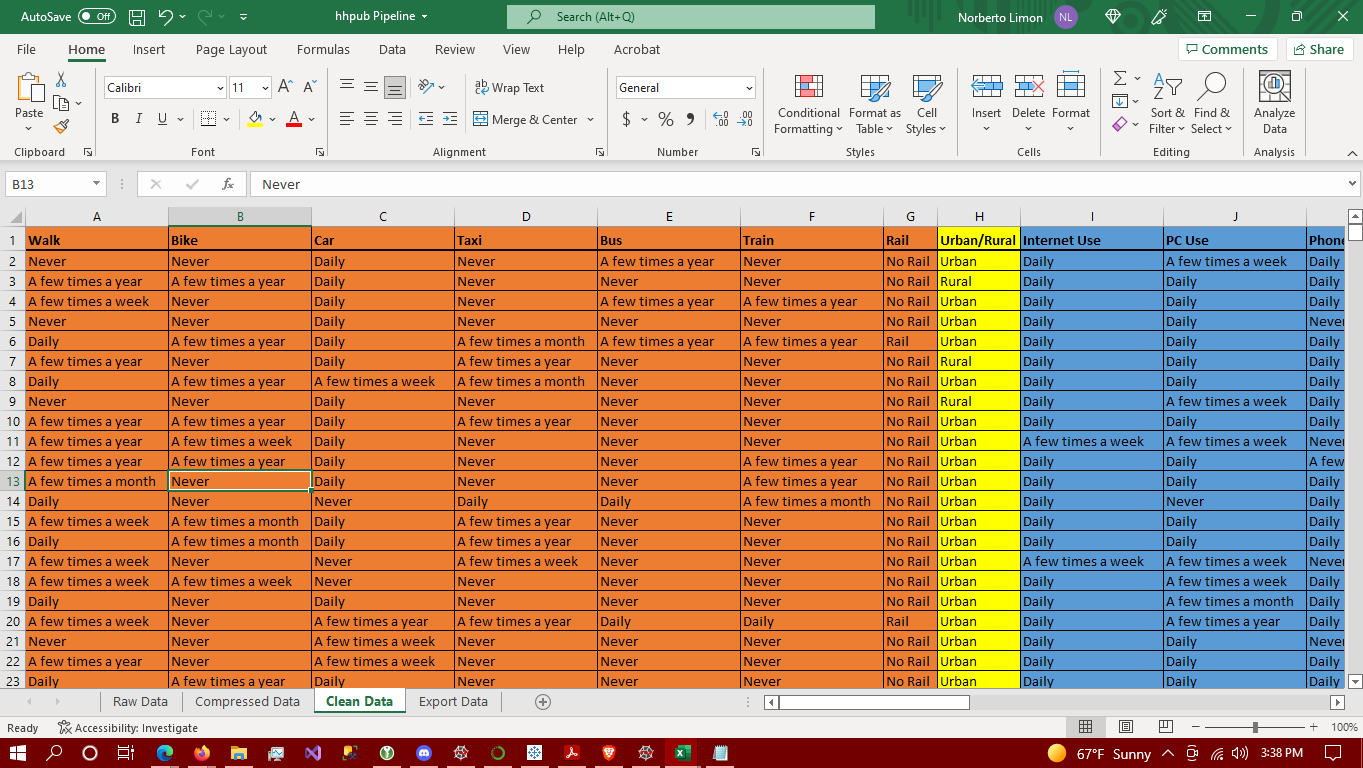 AutoSave Off hhpub Pipeline Search (Alt+Q) Norberto Limon NL
File Home Insert Page Layout Formulas Data Review View Help Acrobat Comments Share
Paste Calibri 11 Wrap Text General Conditional Formatting Format as Table Cell Styles Insert Delete Format Sort & Filter Find & Select Analyze Data
B I U Merge & Center $ %
Clipboard Font Alignment Number Styles Cells Editing Analysis
B13 fx Never
A B C D E F G H I J
1 Walk Bike Car Taxi Bus Train Rail Urban/Rural Internet Use PC Use Phone
2 Never Never Daily Never A few times a year Never No Rail Urban Daily A few times a week Daily
3 A few times a year A few times a year Daily Never Never Never No Rail Rural Daily Daily Daily
4 A few times a week Never Daily Never A few times a year A few times a year No Rail Urban Daily Daily Daily
5 Never Never Daily Never Never Never No Rail Urban Daily Daily Never
6 Daily A few times a year Daily A few times a month A few times a year A few times a year Rail Urban Daily Daily Daily
7 A few times a year Never Daily A few times a year Never Never No Rail Rural Daily Daily Daily
8 Daily A few times a year A few times a week A few times a month Never Never No Rail Urban Daily Daily Daily
9 Never Never Daily Never Never Never No Rail Rural Daily A few times a week Daily
10 A few times a year A few times a year Daily A few times a year Never Never No Rail Urban Daily Daily Daily
11 A few times a year A few times a week Daily Never Never Never No Rail Urban A few times a week A few times a week Never
12 A few times a year A few times a year Daily Never Never A few times a year No Rail Urban Daily Daily A few
13 A few times a month Never Daily Never Never A few times a year No Rail Urban Daily Daily Daily
14 Daily Never Never Daily Daily A few times a month No Rail Urban Daily Never Daily
15 A few times a week A few times a month Daily A few times a year Never Never No Rail Urban Daily Daily Daily
16 Daily A few times a month Daily A few times a year Never Never No Rail Urban Daily Daily Daily
17 A few times a week Never Never A few times a week Never Never No Rail Urban A few times a week A few times a week Never
18 A few times a week A few times a week Never Never Never Never No Rail Urban Daily A few times a week Daily
19 Daily Never Daily Never Never Never No Rail Urban Daily A few times a month Daily
20 A few times a week Never A few times a year A few times a year Daily Daily Rail Urban Daily A few times a year Daily
21 Never Never A few times a week Never Never Never No Rail Urban Daily Daily Never
22 A few times a year Never A few times a week Never Never Never No Rail Urban Daily Daily Daily
23 Daily A few times a year Daily Never Never Never No Rail Urban Daily Daily Daily
Raw Data Compressed Data Clean Data Export Data
Ready Accessibility: Investigate 100%
67°F Sunny 3:38 PM